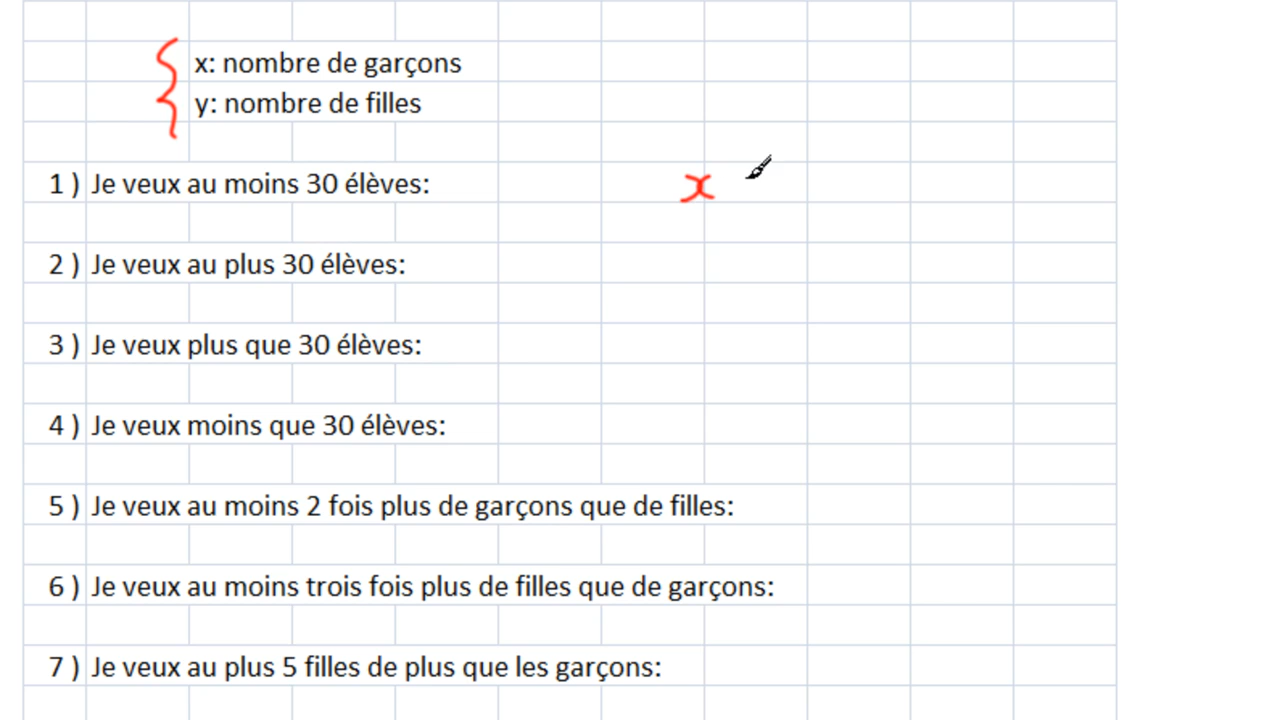 x: nombre de garçons
y: nombre de filles
1 ) Je veux au moins 30 élèves: x
2 ) Je veux au plus 30 élèves:
3 ) Je veux plus que 30 élèves:
4 ) Je veux moins que 30 élèves:
5 ) Je veux au moins 2 fois plus de garçons que de filles:
6 ) Je veux au moins trois fois plus de filles que de garçons:
7 ) Je veux au plus 5 filles de plus que les garçons: